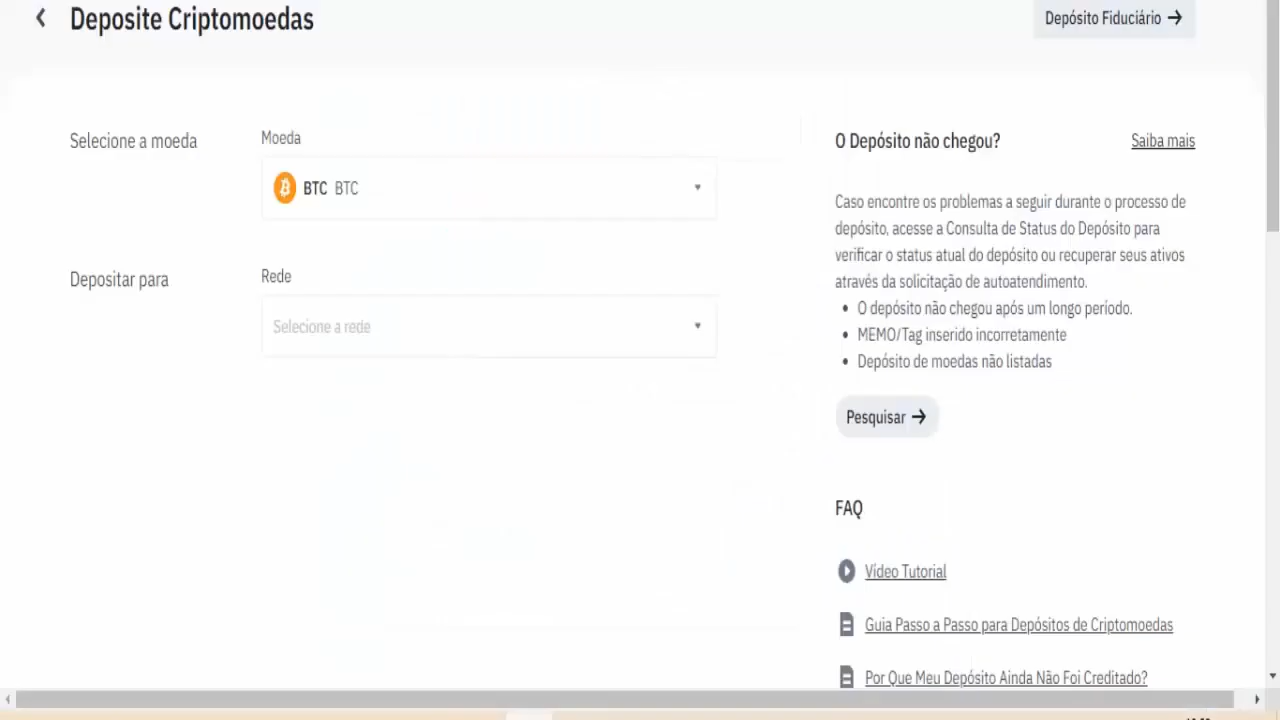 Deposite Criptomoedas
Depósito Fiduciário
Selecione a moeda
Moeda
BTC BTC
Depositar para
Rede
Selecione a rede
O Depósito não chegou?
Saiba mais
Caso encontre os problemas a seguir durante o processo de
depósito, acesse a Consulta de Status do Depósito para
verificar o status atual do depósito ou recuperar seus ativos
através da solicitação de autoatendimento.
• O depósito não chegou após um longo período.
• MEMO/Tag inserido incorretamente
• Depósito de moedas não listadas
Pesquisar
FAQ
Vídeo Tutorial
Guia Passo a Passo para Depósitos de Criptomoedas
Por Que Meu Depósito Ainda Não Foi Creditado?